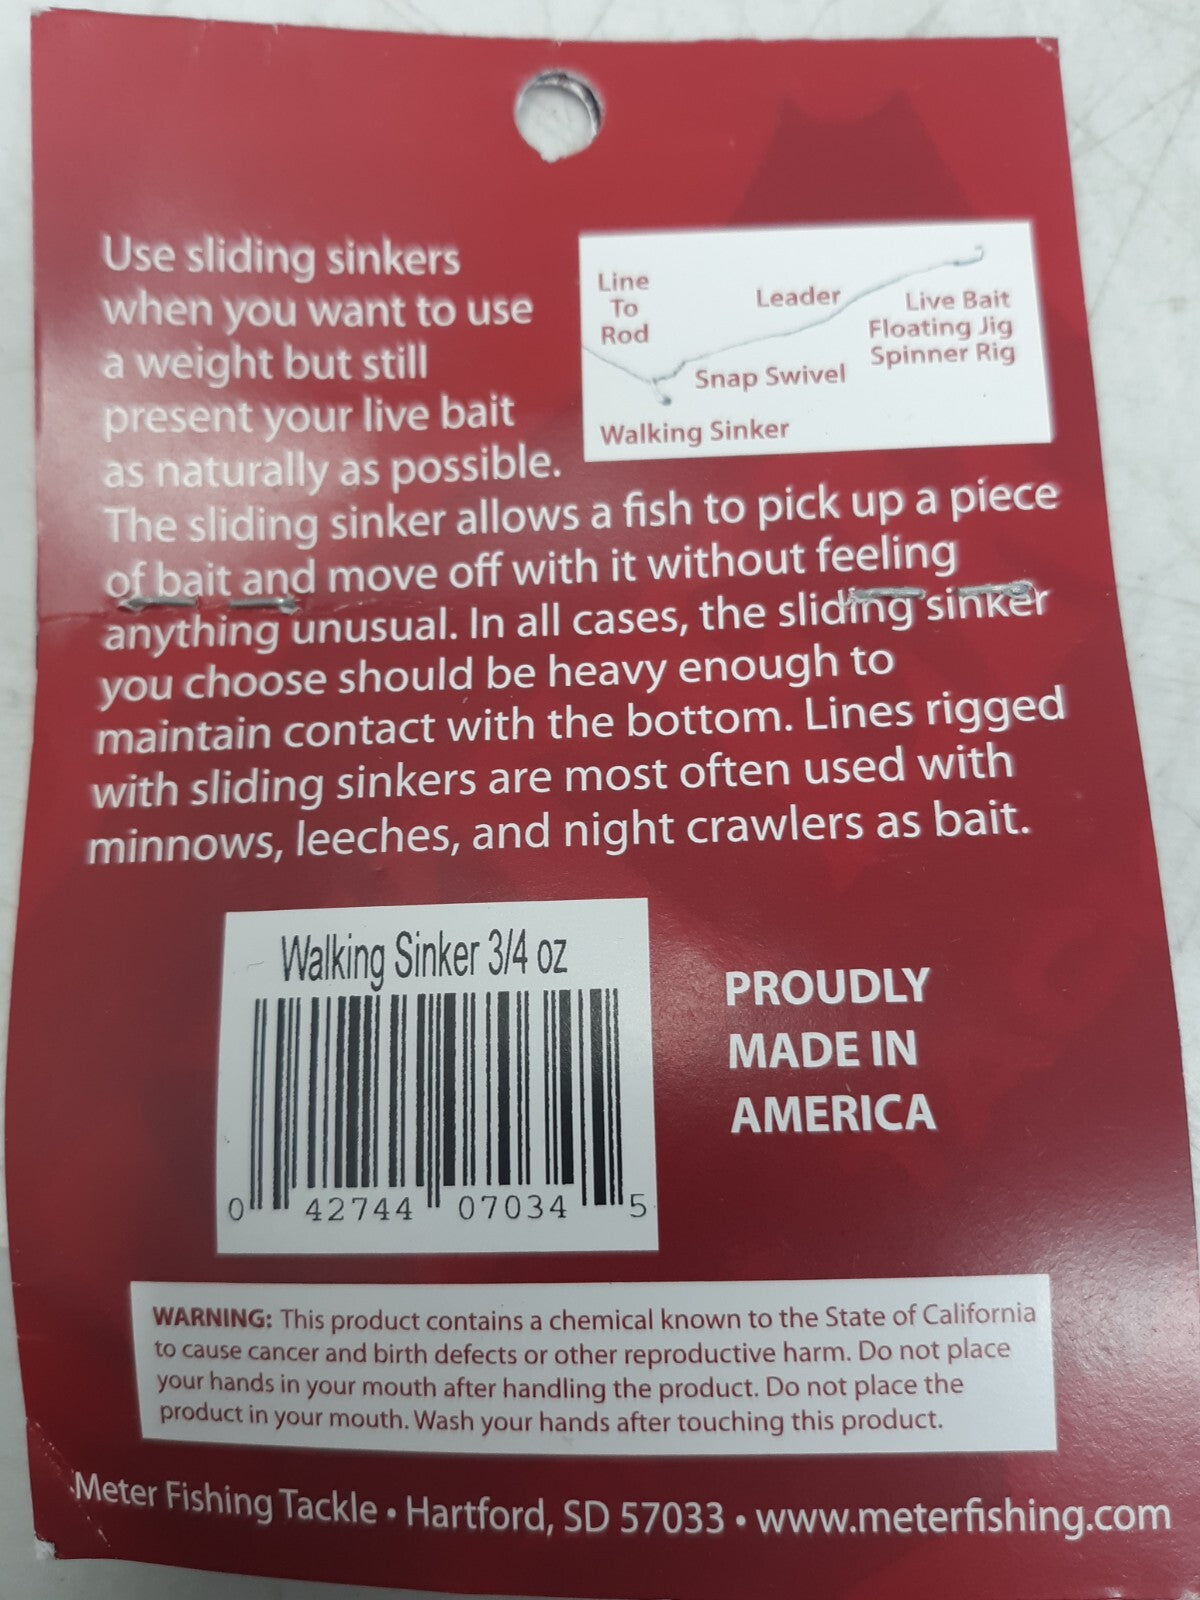 Use sliding sinkers
when you want to use
a weight but still
present your live bait
as naturally as possible.
The sliding sinker allows a fish to pick up a piece
of bait and move off with it without feeling
anything unusual. In all cases, the sliding sinker
you choose should be heavy enough to
maintain contact with the bottom. Lines rigged
with sliding sinkers are most often used with
minnows, leeches, and night crawlers as bait.
Line
To
Rod
Leader
Live Bait
Floating Jig
Spinner Rig
Snap Swivel
Walking Sinker
Walking Sinker 3/4 oz
0 42744 07034 5
PROUDLY
MADE IN
AMERICA
WARNING: This product contains a chemical known to the State of California
to cause cancer and birth defects or other reproductive harm. Do not place
your hands in your mouth after handling the product. Do not place the
product in your mouth. Wash your hands after touching this product.
Meter Fishing Tackle • Hartford, SD 57033 • www.meterfishing.com